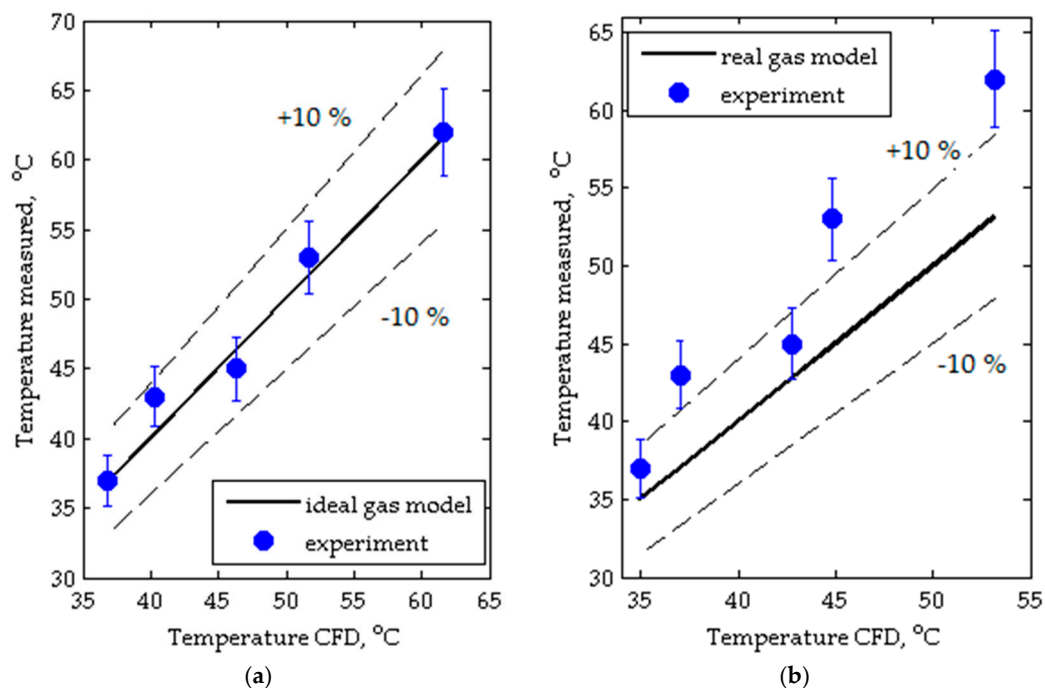 70
65
60
55
50
45
40
35
30
Temperature measured, °C
+10 %
-10 %
ideal gas model
experiment
35 40 45 50 55 60 65
Temperature CFD, °C
(a)
65
60
55
50
45
40
35
30
Temperature measured, °C
real gas model
experiment
+10 %
-10 %
35 40 45 50 55
Temperature CFD, °C
(b)